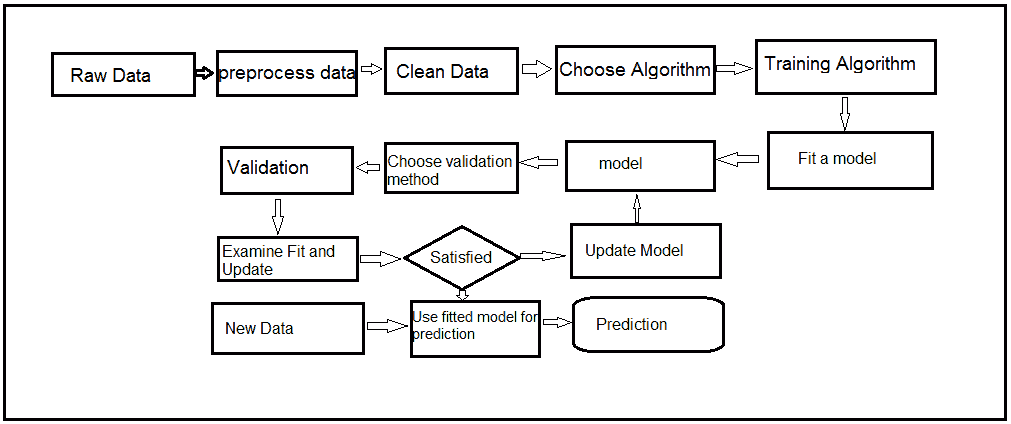 Raw Data
preprocess data
Clean Data
Choose Algorithm
Training Algorithm
Fit a model
model
Choose validation
method
Validation
Examine Fit and
Update
Satisfied
Update Model
New Data
Use fitted model for
prediction
Prediction